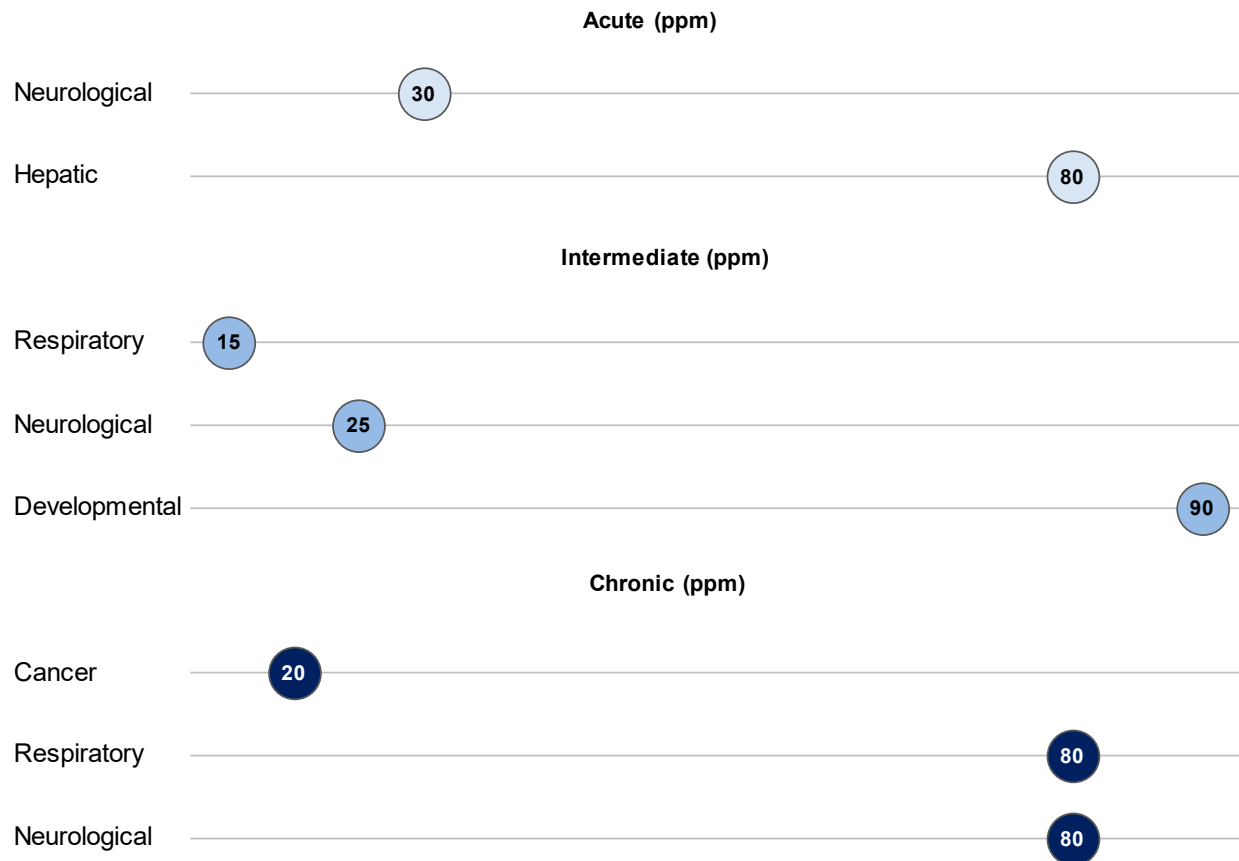 Acute (ppm)
Neurological 30
Hepatic 80
Intermediate (ppm)
Respiratory 15
Neurological 25
Developmental 90
Chronic (ppm)
Cancer 20
Respiratory 80
Neurological 80